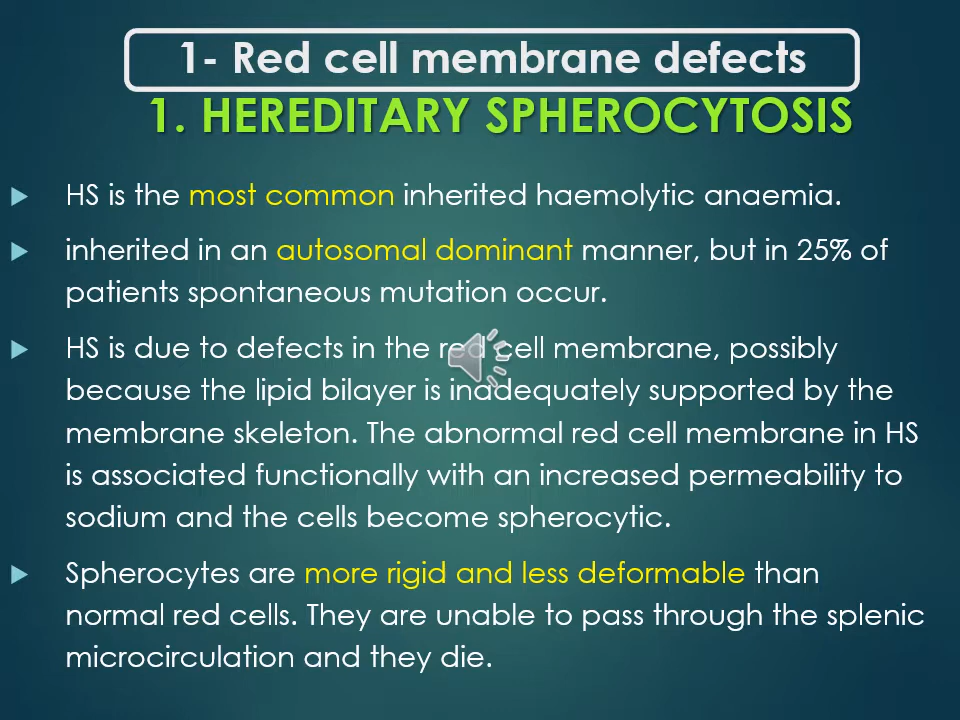 1- Red cell membrane defects
1. HEREDITARY SPHEROCYTOSIS
HS is the most common inherited haemolytic anaemia.
inherited in an autosomal dominant manner, but in 25% of
patients spontaneous mutation occur.
HS is due to defects in the red cell membrane, possibly
because the lipid bilayer is inadequately supported by the
membrane skeleton. The abnormal red cell membrane in HS
is associated functionally with an increased permeability to
sodium and the cells become spherocytic.
Spherocytes are more rigid and less deformable than
normal red cells. They are unable to pass through the splenic
microcirculation and they die.